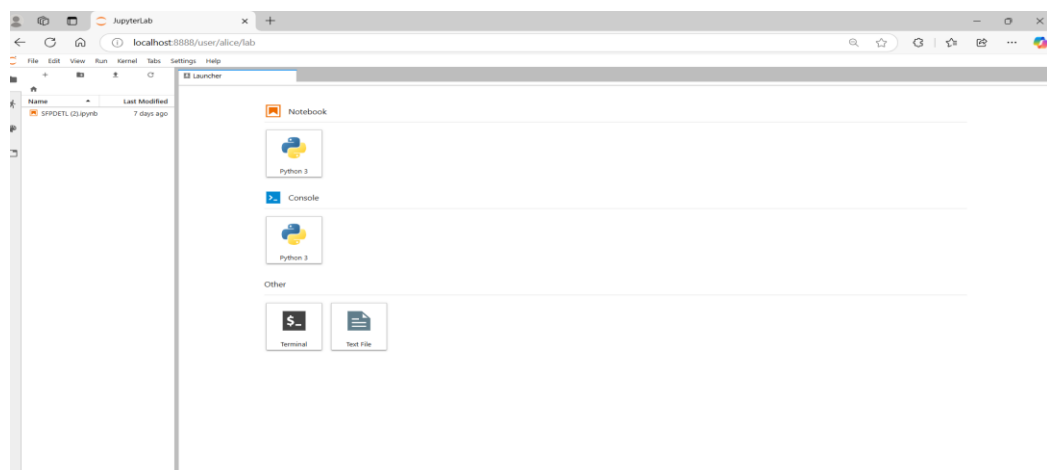 JupyterLab
localhost:8888/user/alice/lab
File Edit View Run Kernel Tabs Settings Help
Launcher
Name Last Modified
SFPDETL (2).ipynb 7 days ago
Notebook
Python 3
Console
Python 3
Other
$_
Terminal Text File